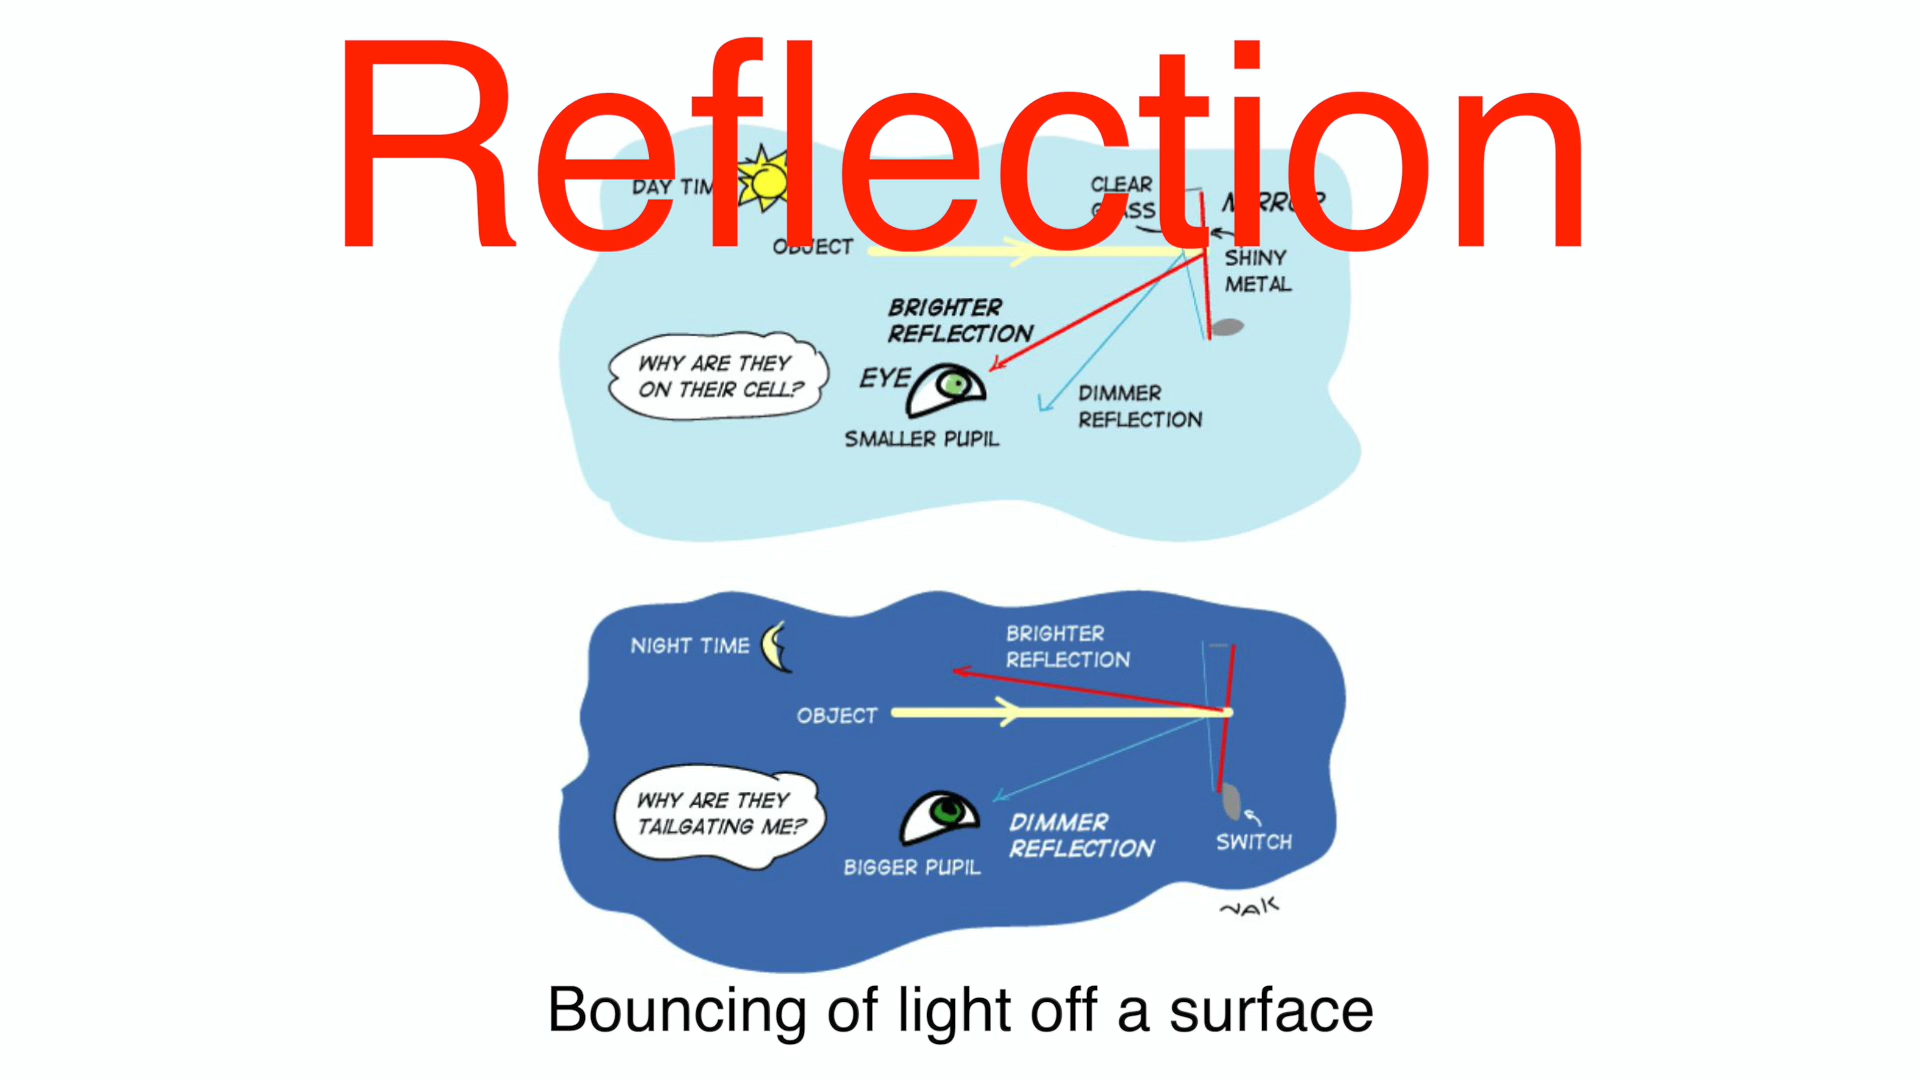 Reflection
DAY TIM
OBJECT
CLEAR
MIRROR
SHINY
METAL
BRIGHTER
REFLECTION
WHY ARE THEY
ON THEIR CELL?
EYE
SMALLER PUPIL
DIMMER
REFLECTION
NIGHT TIME
BRIGHTER
REFLECTION
OBJECT
WHY ARE THEY
TAILGATING ME?
BIGGER PUPIL
DIMMER
REFLECTION
SWITCH
NAK
Bouncing of light off a surface